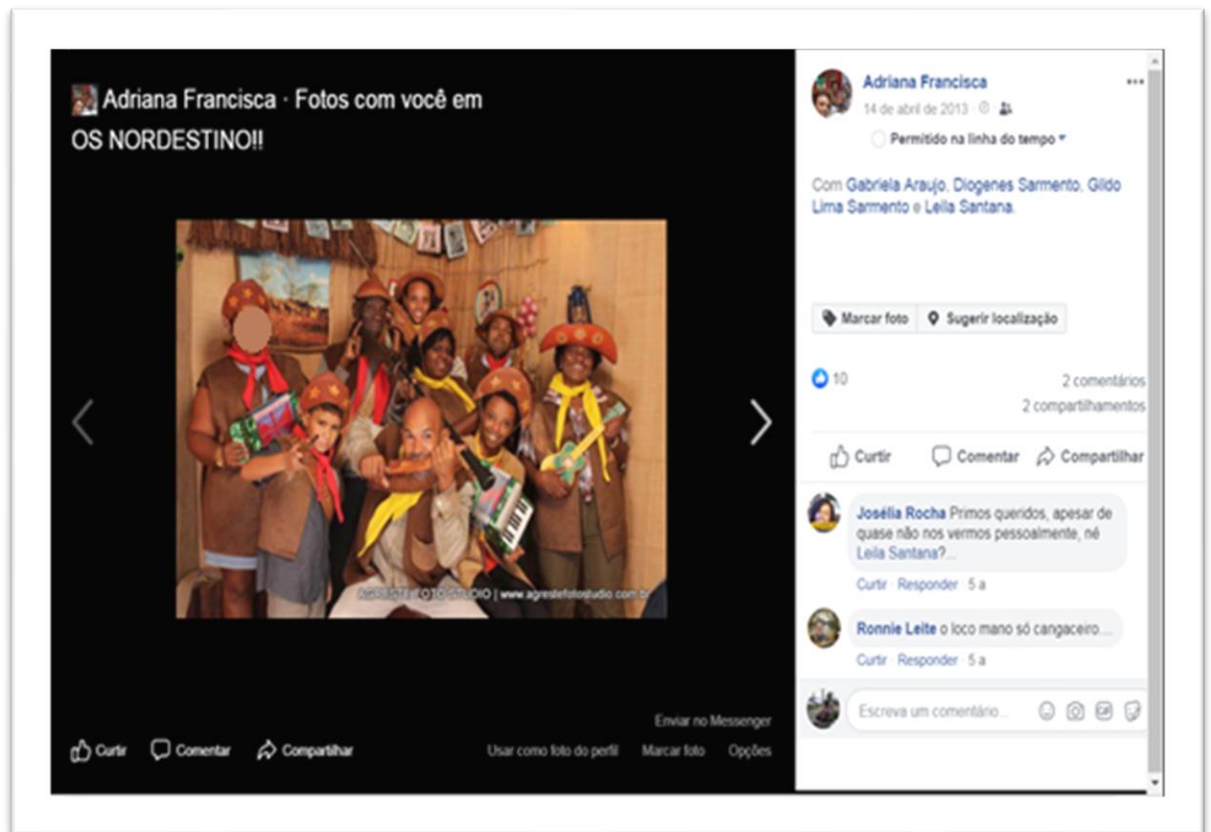 Adriana Francisca · Fotos com você em
OS NORDESTINO!!
AGRESTE FOTO STUDIO | www.agrestefotostudio.com.br
Enviar no Messenger
Curtir Comentar Compartilhar Usar como foto do perfil Marcar foto Opções
Adriana Francisca
14 de abril de 2013
Permitido na linha do tempo
Com Gabriela Araujo, Diogenes Sarmento, Gildo
Lima Sarmento e Leila Santana.
Marcar foto Sugerir localização
10 2 comentários
2 compartilhamentos
Curtir Comentar Compartilhar
Josélia Rocha Primos queridos, apesar de
quase não nos vermos pessoalmente, né
Leila Santana?...
Curtir · Responder · 5 a
Ronnie Leite o loco mano só cangaceiro....
Curtir · Responder · 5 a
Escreva um comentário...
GIF